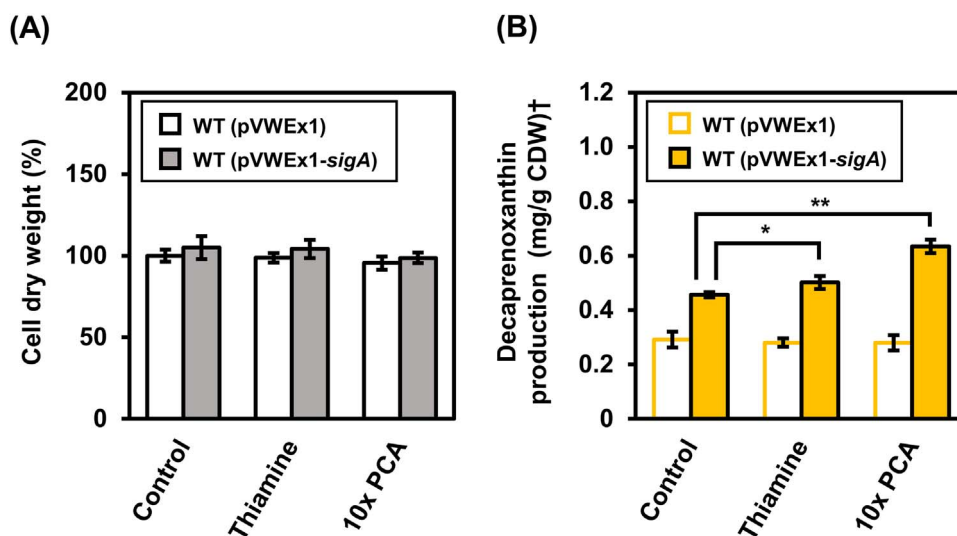 (A)
Cell dry weight (%)
200
150
100
50
0
WT (pVWEx1)
WT (pVWEx1-sigA)
Control
Thiamine
10x PCA
(B)
Decaprenoxanthin
production (mg/g CDW)†
1.2
1.0
0.8
0.6
0.4
0.2
0
WT (pVWEx1)
WT (pVWEx1-sigA)
**
*
Control
Thiamine
10x PCA